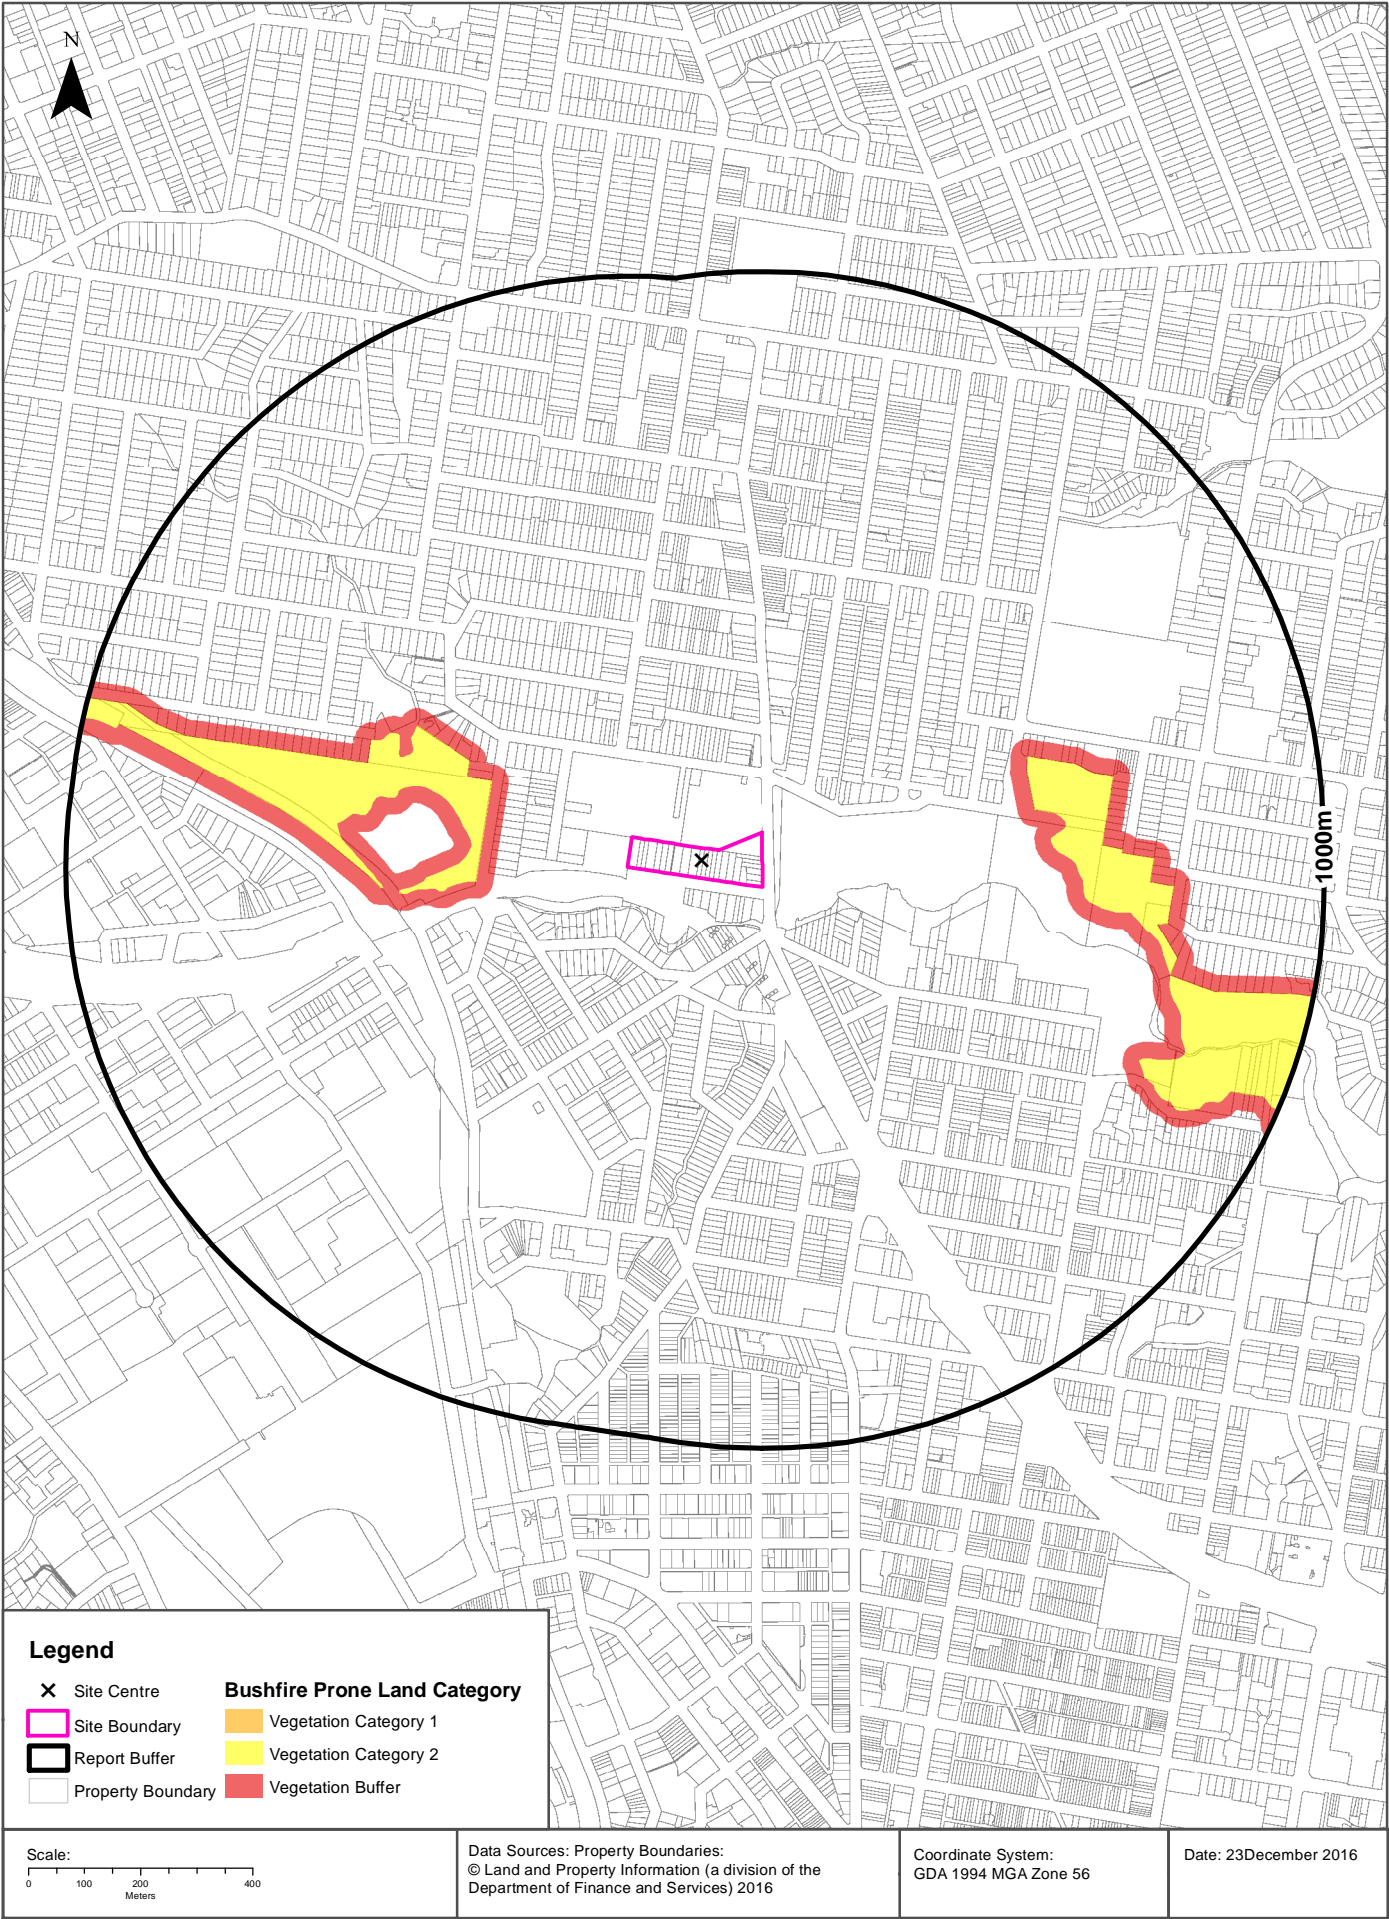 N
1000m
Legend
Site Centre
Site Boundary
Report Buffer
Property Boundary
Bushfire Prone Land Category
Vegetation Category 1
Vegetation Category 2
Vegetation Buffer
Scale:
0 100 200 400
Meters
Data Sources: Property Boundaries:
© Land and Property Information (a division of the
Department of Finance and Services) 2016
Coordinate System:
GDA 1994 MGA Zone 56
Date: 23December 2016